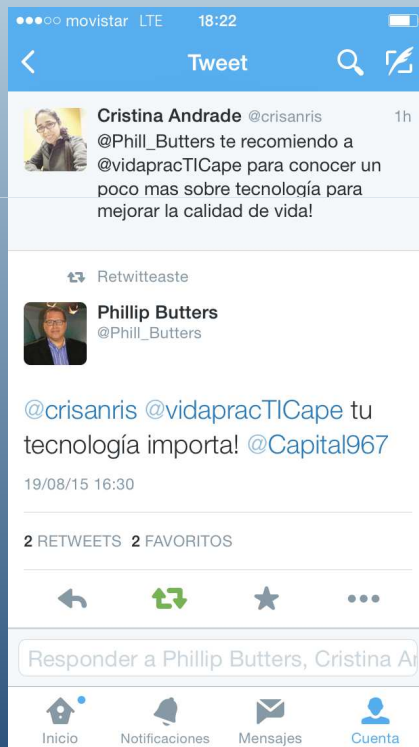 movistar LTE 18:22
Tweet
Cristina Andrade @crisanris 1h
@Phill_Butters te recomiendo a
@vidapracTICape para conocer un
poco mas sobre tecnología para
mejorar la calidad de vida!
Retwitteaste
Phillip Butters
@Phill_Butters
@crisanris @vidapracTICape tu
tecnología importa! @Capital967
19/08/15 16:30
2 RETWEETS 2 FAVORITOS
Responder a Phillip Butters, Cristina Ar
Inicio Notificaciones Mensajes Cuenta